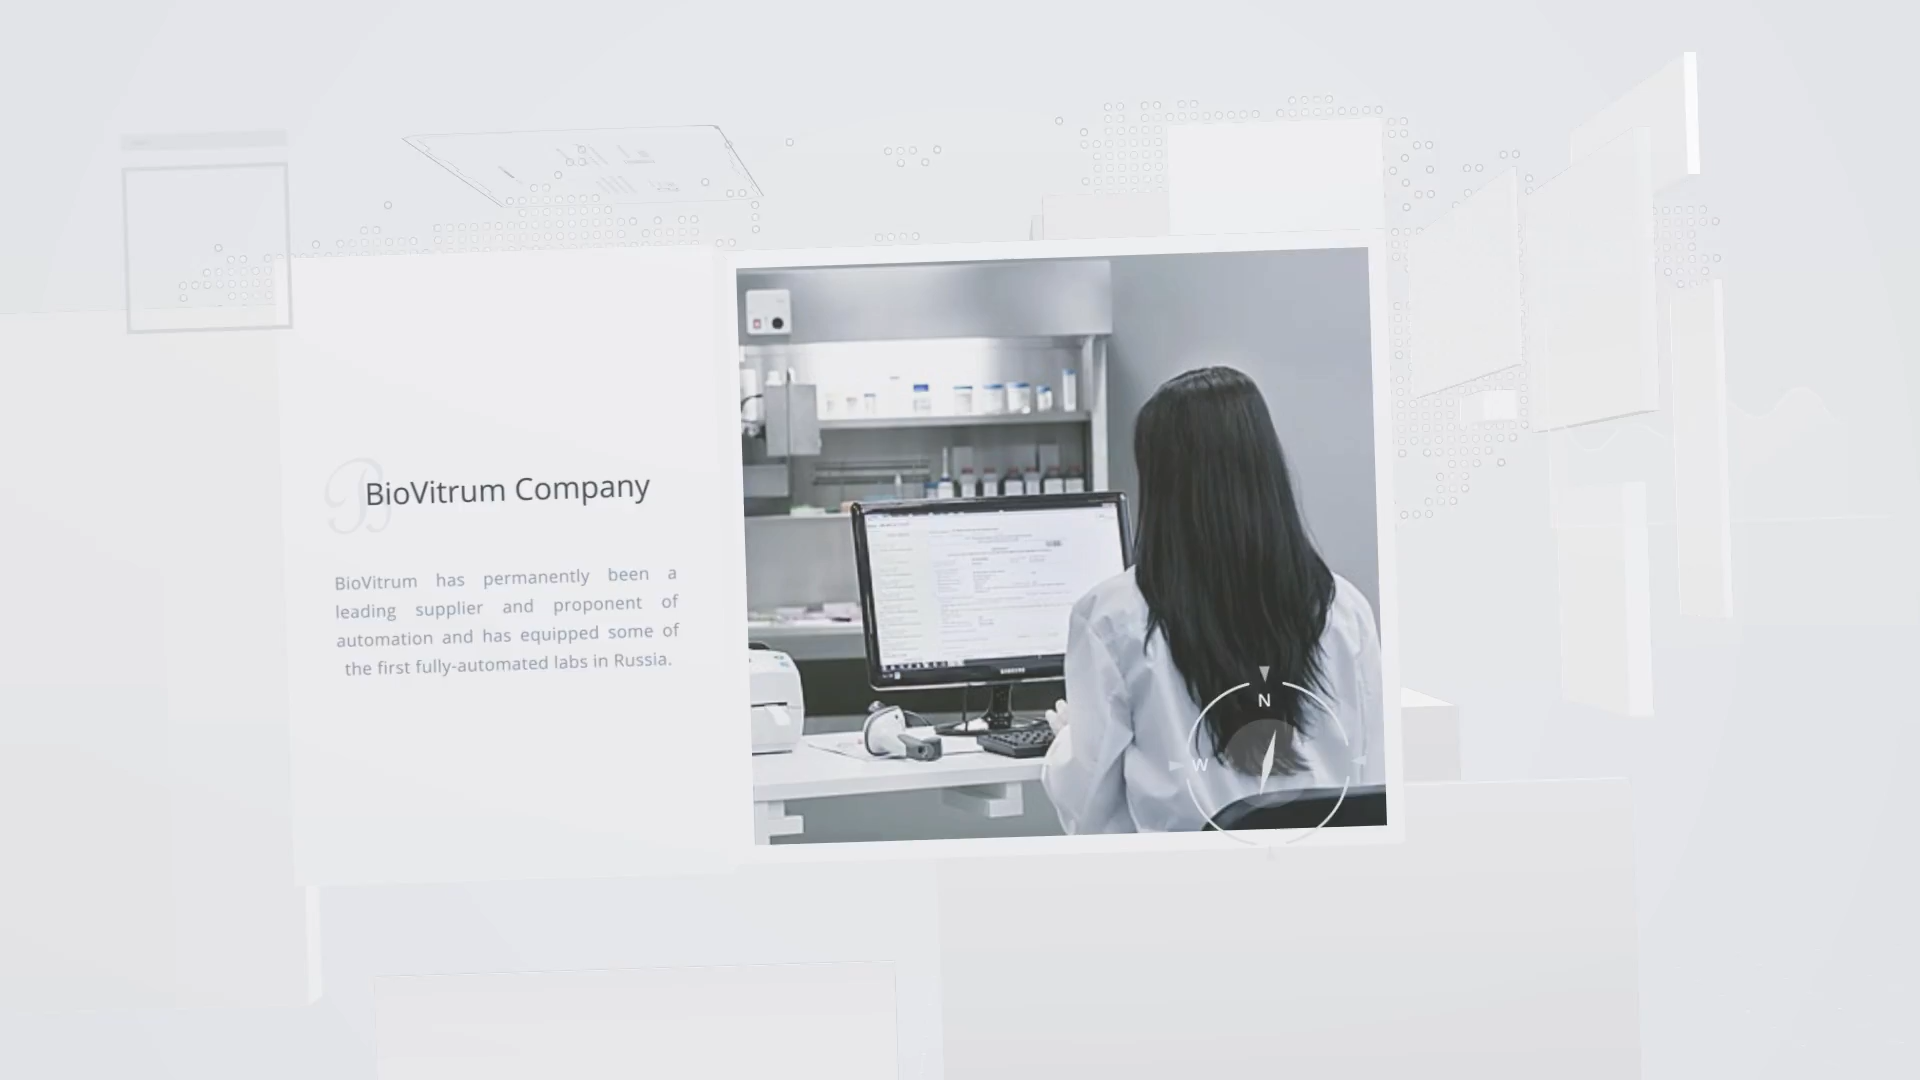 B
BioVitrum Company
BioVitrum has permanently been a
leading supplier and proponent of
automation and has equipped some of
the first fully-automated labs in Russia.
SAMSUNG
N
W